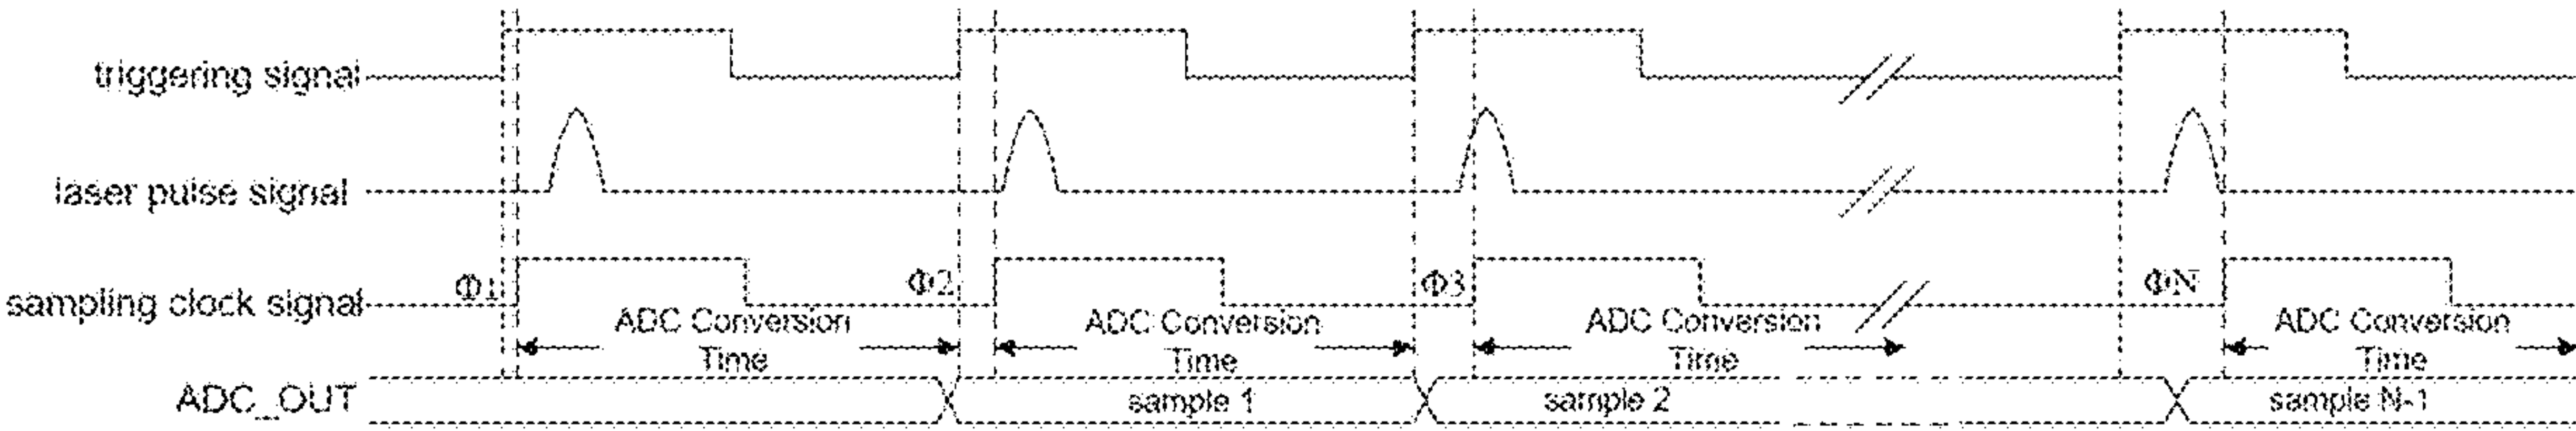 triggering signal
laser pulse signal
Φ1 Φ2 Φ3 ΦN
sampling clock signal
ADC Conversion Time
ADC Conversion Time
ADC Conversion Time
ADC Conversion Time
ADC_OUT
sample 1
sample 2
sample N-1